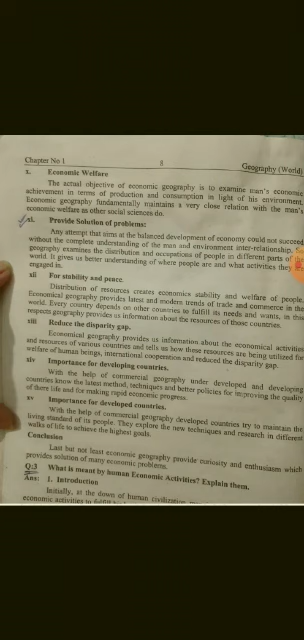 Chapter No 1 8 Geography (World)
x. Economic Welfare
The actual objective of economic geography is to examine man's economic
achievement in terms of production and consumption in light of his environment.
Economic geography fundamentally maintains a very close relation with the man's
economic welfare as other social sciences do.
xi. Provide Solution of problems:
Any attempt that aims at the balanced development of economy could not succeed
without the complete understanding of the man and environment inter-relationship. So
geography examines the distribution and occupations of people in different parts of the
world. It gives us better understanding of where people are and what activities they
engaged in.
xii For stability and peace.
Distribution of resources creates economics stability and welfare of people.
Economical geography provides latest and modern trends of trade and commerce in the
world. Every country depends on other countries to fulfill its needs and wants, in this
respects geography provides us information about the resources of those countries.
xiii Reduce the disparity gap.
Economical geography provides us information about the economical activities
and resources of various countries and tells us how these resources are being utilized for
welfare of human beings, international cooperation and reduced the disparity gap.
xiv Importance for developing countries.
With the help of commercial geography under developed and developing
countries know the latest method, techniques and better policies for improving the quality
of there life and for making rapid economic progress.
xv Importance for developed countries.
With the help of commercial geography developed countries try to maintain the
living standard of its people. They explore the new techniques and research in different
walks of life to achieve the highest goals.
Conclusion
Last but not least economic geography provide curiosity and enthusiasm which
provides solution of many economic problems.
Q:3 What is meant by human Economic Activities? Explain them.
Ans: 1. Introduction
Initially, at the down of human civilization
economic activities to